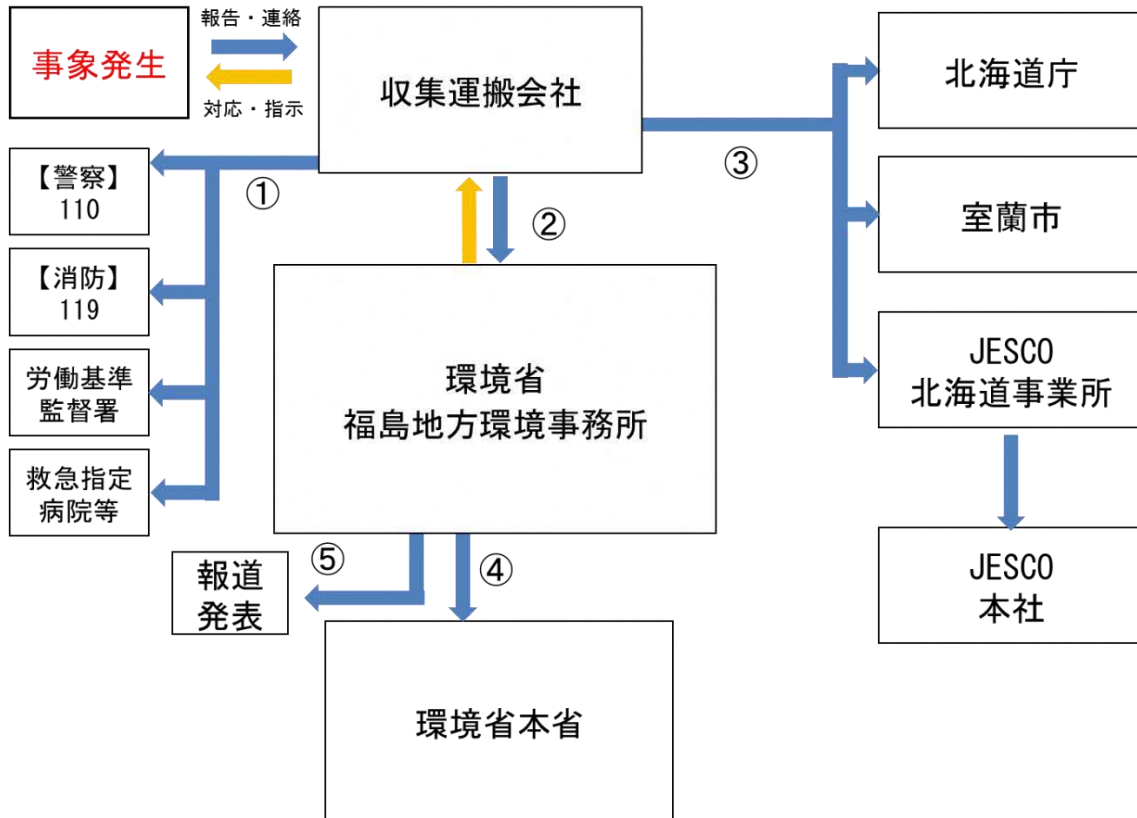 事象発生
報告・連絡
対応・指示
収集運搬会社
北海道庁
【警察】
110
①
②
③
【消防】
119
室蘭市
労働基準
監督署
環境省
福島地方環境事務所
JESCO
北海道事業所
救急指定
病院等
報道
発表
⑤
④
JESCO
本社
環境省本省